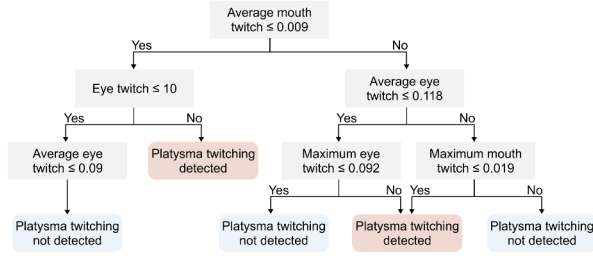 Average mouth
twitch ≤ 0.009
Yes
No
Eye twitch ≤ 10
Average eye
twitch ≤ 0.118
Yes
No
Yes
No
Average eye
twitch ≤ 0.09
Platysma twitching
detected
Maximum eye
twitch ≤ 0.092
Maximum mouth
twitch ≤ 0.019
Yes
No
Yes
No
Platysma twitching
not detected
Platysma twitching
not detected
Platysma twitching
detected
Platysma twitching
not detected